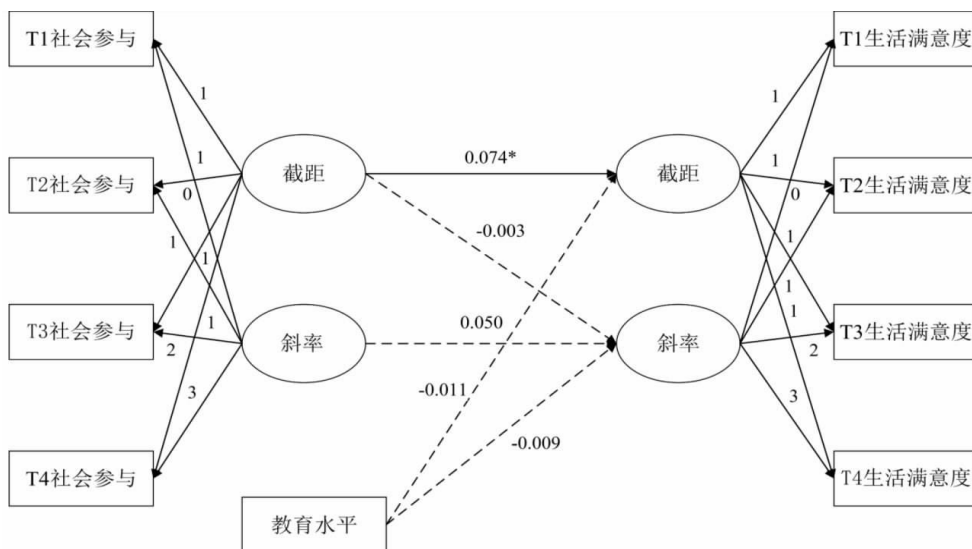 T1社会参与
T1生活满意度
1
1
1
1
T2社会参与
0
截距
0.074*
截距
0
T2生活满意度
1
1
-0.003
1
1
T3社会参与
1
2
斜率
0.050
斜率
1
2
T3生活满意度
3
-0.011
3
-0.009
T4社会参与
T4生活满意度
教育水平